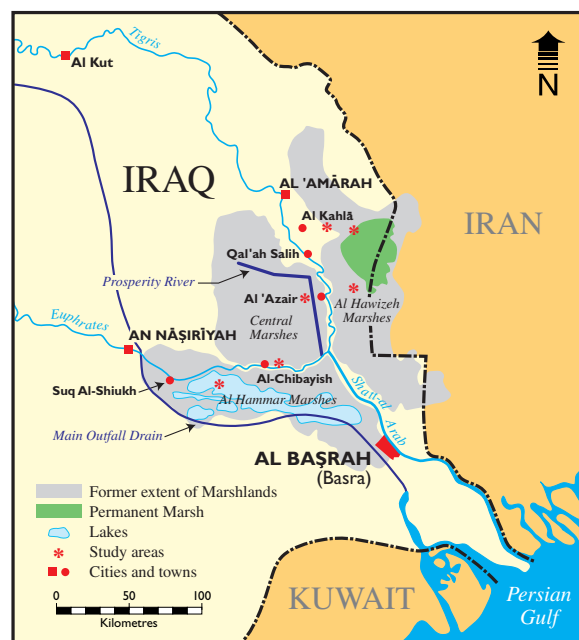 Tigris
Al Kut
N
IRAQ
AL 'AMĀRAH
Al Kahlā
IRAN
Qal'ah Salih
Prosperity River
Al 'Azair
Al Hawizeh
Marshes
Central
Marshes
Euphrates
AN NĀŞIRĪYAH
Al-Chibayish
Suq Al-Shiukh
Al Hammar Marshes
Shatt-al Arab
Main Outfall Drain
AL BAŞRAH
(Basra)
Former extent of Marshlands
Permanent Marsh
Lakes
Study areas
Cities and towns
0 50 100
Kilometres
KUWAIT
Persian
Gulf